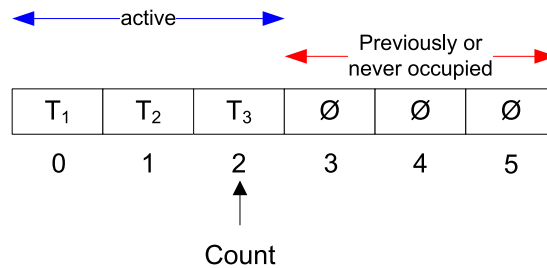 active
Previously or
never occupied
T₁ T₂ T₃ Ø Ø Ø
0 1 2 3 4 5
Count